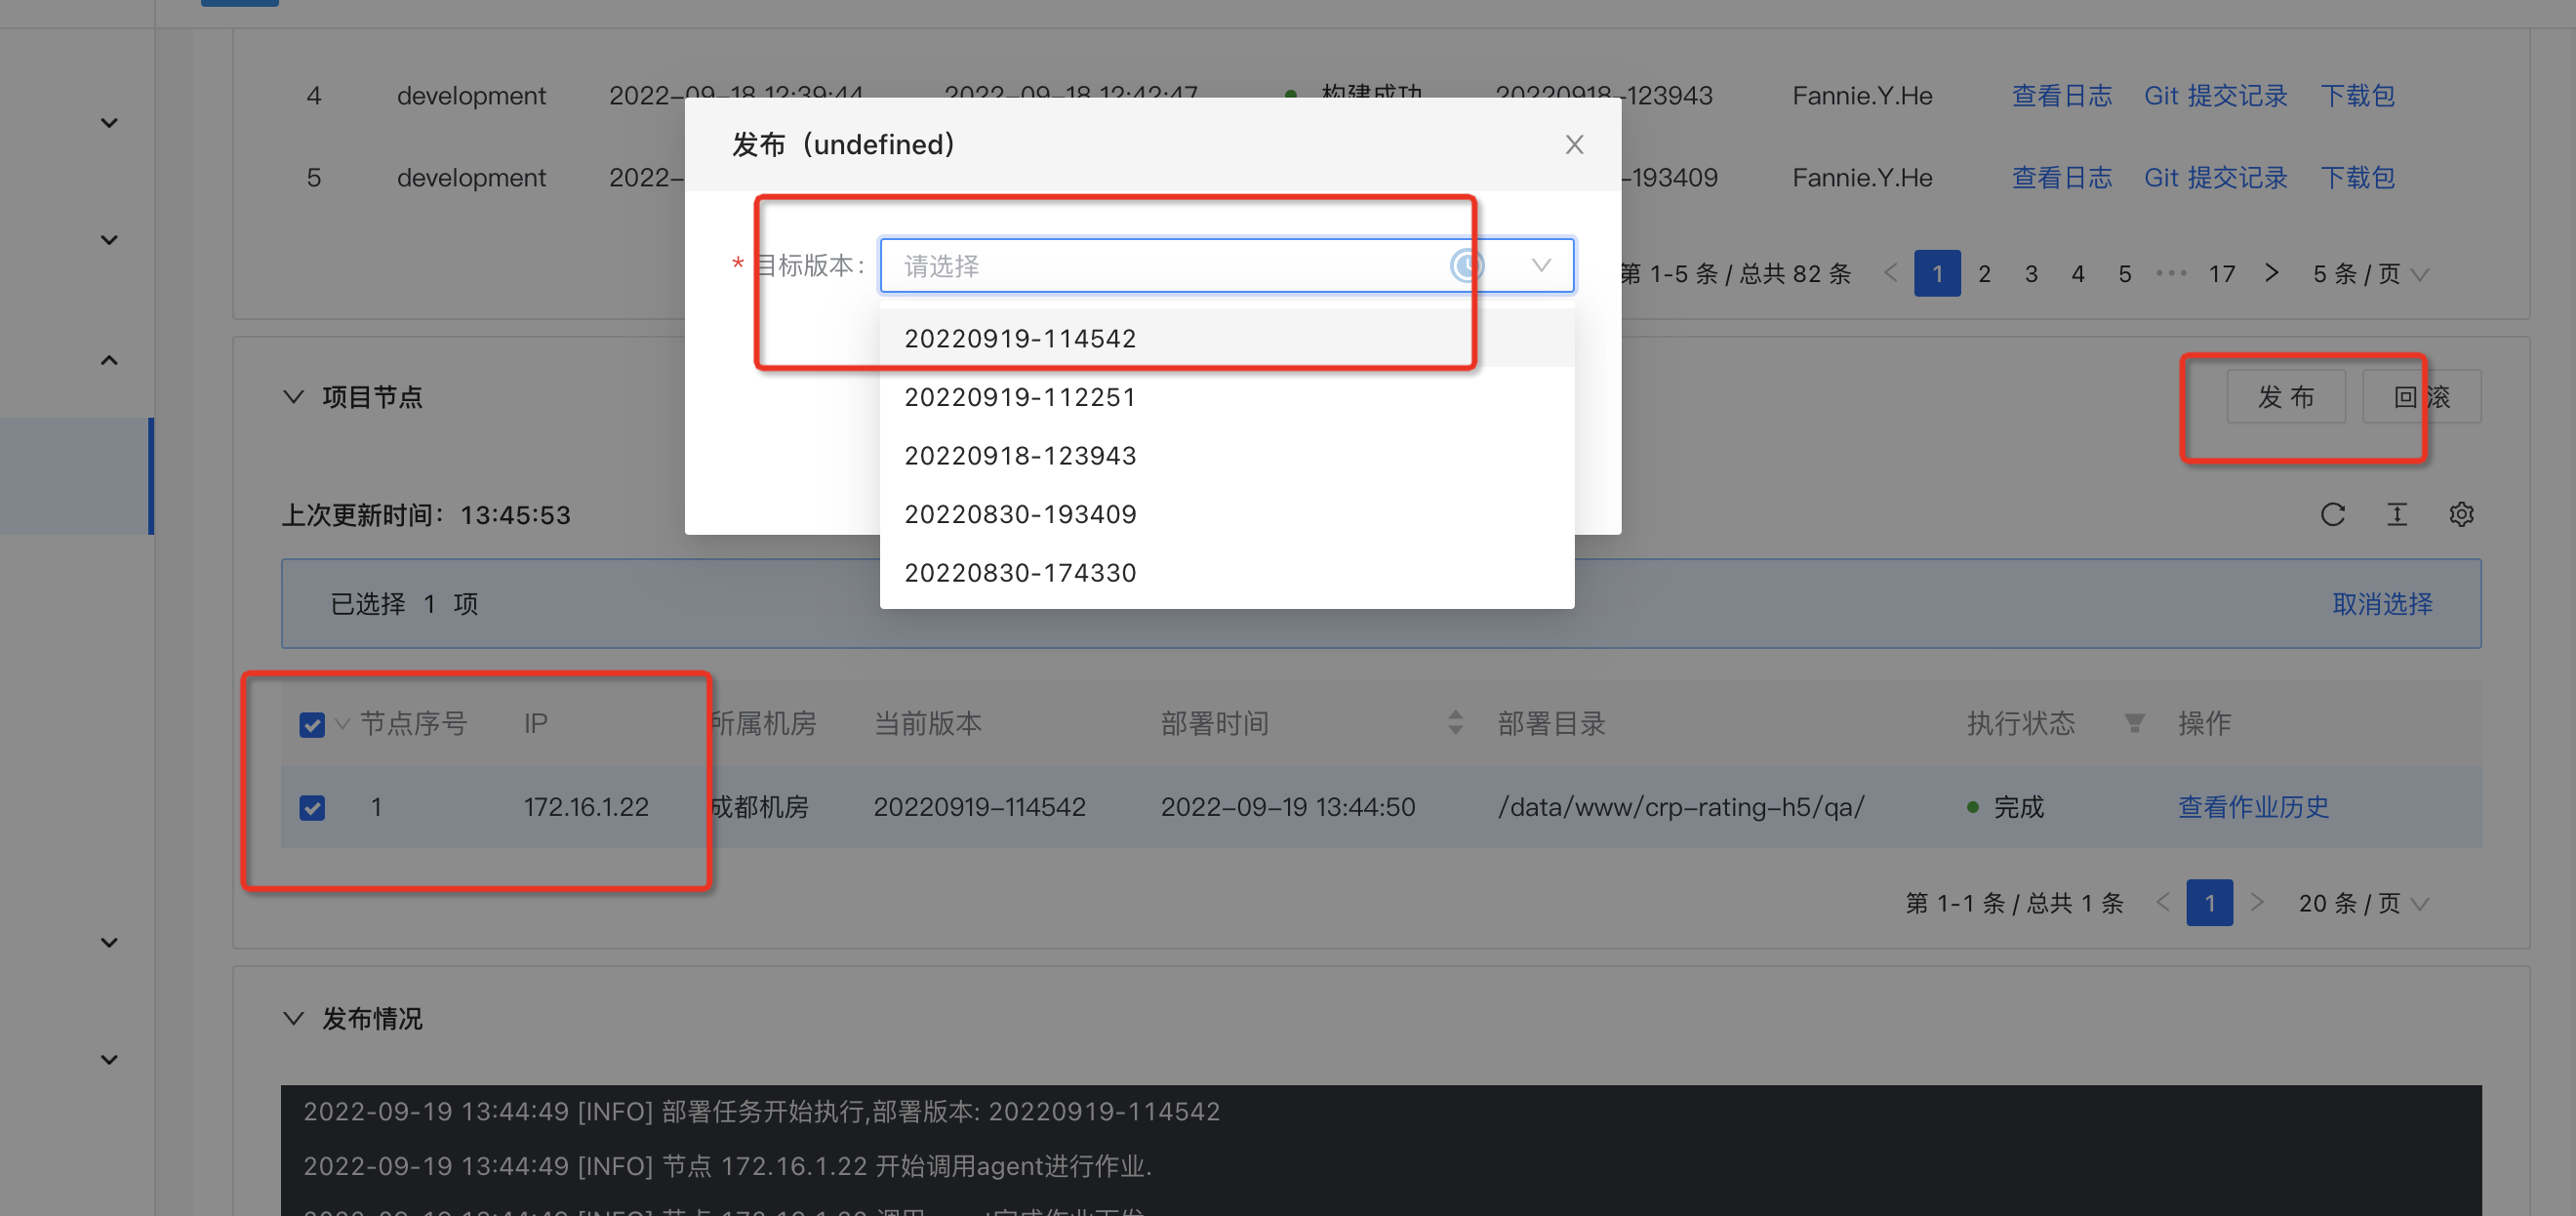 4 development 2022-09-18 12:39:44 2022-09-18 12:42:47 构建成功 20220918-123943 Fannie.Y.He 查看日志 Git 提交记录 下载包
发布（undefined）
5 development 2022- -193409 Fannie.Y.He 查看日志 Git 提交记录 下载包
* 目标版本： 请选择
第 1-5 条 / 总共 82 条 < 1 2 3 4 5 ••• 17 > 5 条 / 页
20220919-114542
20220919-112251
20220918-123943
20220830-193409
20220830-174330
项目节点 发 布 回 滚
上次更新时间：13:45:53
已选择 1 项 取消选择
节点序号 IP 所属机房 当前版本 部署时间 部署目录 执行状态 操作
1 172.16.1.22 成都机房 20220919-114542 2022-09-19 13:44:50 /data/www/crp-rating-h5/qa/ 完成 查看作业历史
第 1-1 条 / 总共 1 条 < 1 > 20 条 / 页
发布情况
2022-09-19 13:44:49 [INFO] 部署任务开始执行,部署版本: 20220919-114542
2022-09-19 13:44:49 [INFO] 节点 172.16.1.22 开始调用agent进行作业.